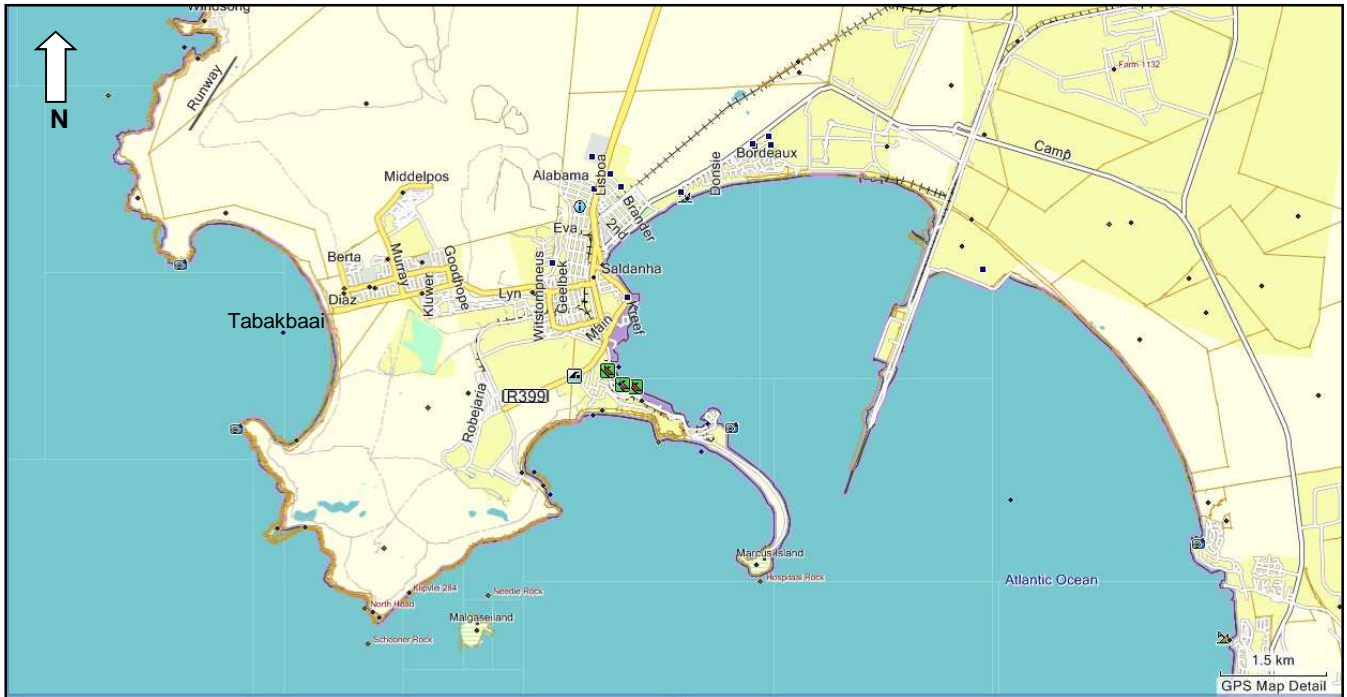 Windsong
N
Runway
Farm 1132
Camp
Bordeaux
Donsie
Lisboa
Alabama
Middelpos
Brander
2nd
Eva
Berta
Murray
Goodhope
Saldanha
Diaz
Kluwer
Lyn
Witstompneus
Geelbek
Main
Kreef
Tabakbaai
R399
Robejaria
Marcus Island
Hospitaal Rock
Atlantic Ocean
Klipvlei 284
Needle Rock
North Head
Malgaseiland
Schooner Rock
1.5 km
GPS Map Detail